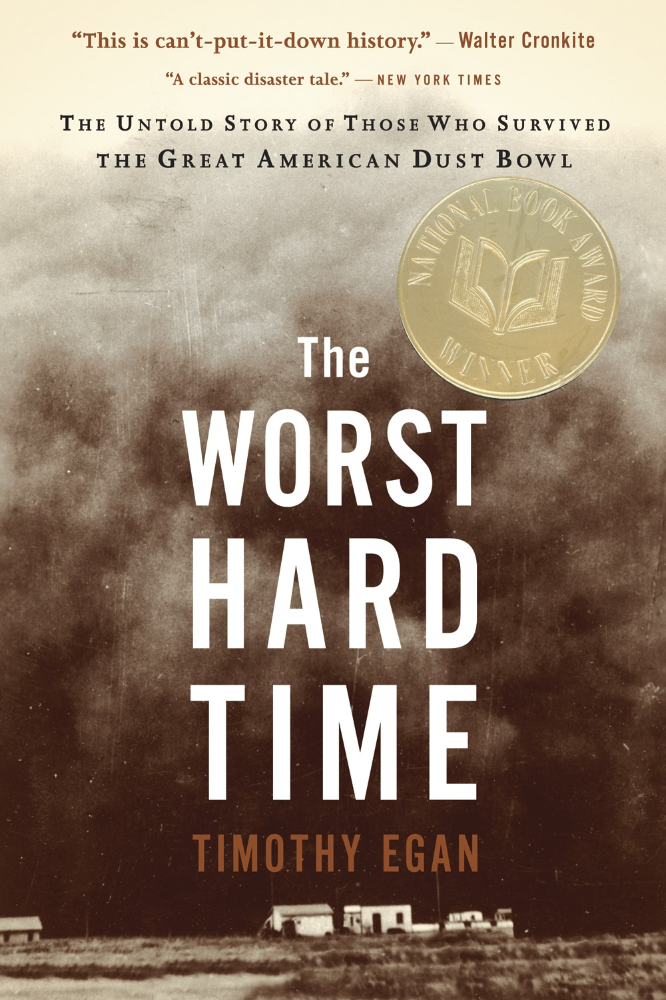 “This is can’t-put-it-down history.” — Walter Cronkite
“A classic disaster tale.” — NEW YORK TIMES
THE UNTOLD STORY OF THOSE WHO SURVIVED
THE GREAT AMERICAN DUST BOWL
NATIONAL BOOK AWARD
WINNER
The
WORST
HARD
TIME
TIMOTHY EGAN